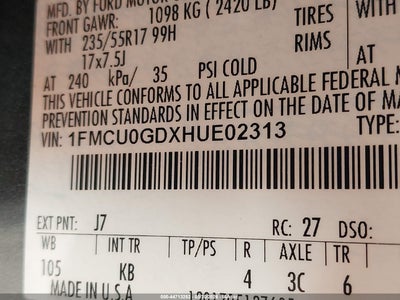 MFD. BY FORD MOTOR
FRONT GAWR: 1098 KG ( 2420 LB) TIRES WITH
WITH 235/55R17 99H RIMS
17x7.5J AT
AT 240 kPa/ 35 PSI COLD
THIS VEHICLE CONFORMS TO ALL APPLICABLE FEDERAL
PREVENTION STANDARDS IN EFFECT ON THE DATE OF
VIN: 1FMCU0GDXHUE02313 TYPE:
EXT PNT: J7 RC: 27 DSO:
WB INT TR TP/PS R AXLE TR
105 KB 4 3C 6
MADE IN U.S.A